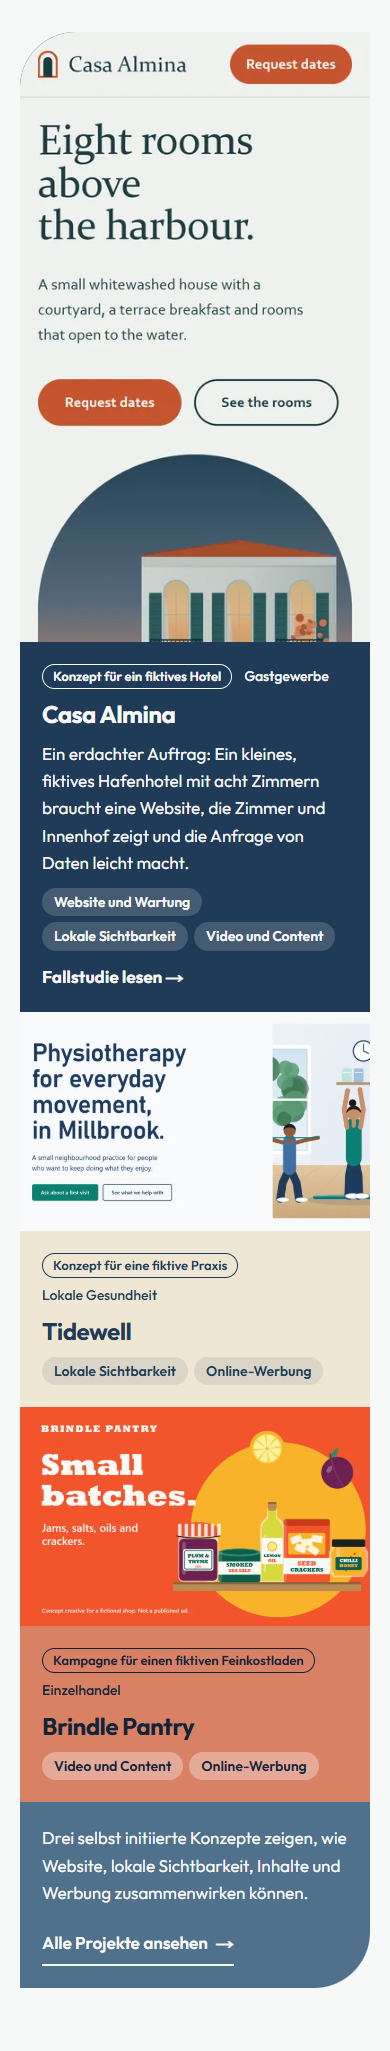 Casa Almina
Request dates
Eight rooms
above
the harbour.
A small whitewashed house with a
courtyard, a terrace breakfast and rooms
that open to the water.
Request dates
See the rooms
Konzept für ein fiktives Hotel
Gastgewerbe
Casa Almina
Ein erdachter Auftrag: Ein kleines,
fiktives Hafenhotel mit acht Zimmern
braucht eine Website, die Zimmer und
Innenhof zeigt und die Anfrage von
Daten leicht macht.
Website und Wartung
Lokale Sichtbarkeit
Video und Content
Fallstudie lesen →
Physiotherapy
for everyday
movement,
in Millbrook.
A small neighbourhood practice for people
who want to keep doing what they enjoy.
Ask about a first visit
See what we help with
Konzept für eine fiktive Praxis
Lokale Gesundheit
Tidewell
Lokale Sichtbarkeit
Online-Werbung
BRINDLE PANTRY
Small
batches.
Jams, salts, oils and
crackers.
PLUM &
THYME
SMOKED
SEA SALT
LEMON
OIL
SEED
CRACKERS
CHILLI
HONEY
Concept creative for a fictional shop. Not a published ad.
Kampagne für einen fiktiven Feinkostladen
Einzelhandel
Brindle Pantry
Video und Content
Online-Werbung
Drei selbst initiierte Konzepte zeigen, wie
Website, lokale Sichtbarkeit, Inhalte und
Werbung zusammenwirken können.
Alle Projekte ansehen →